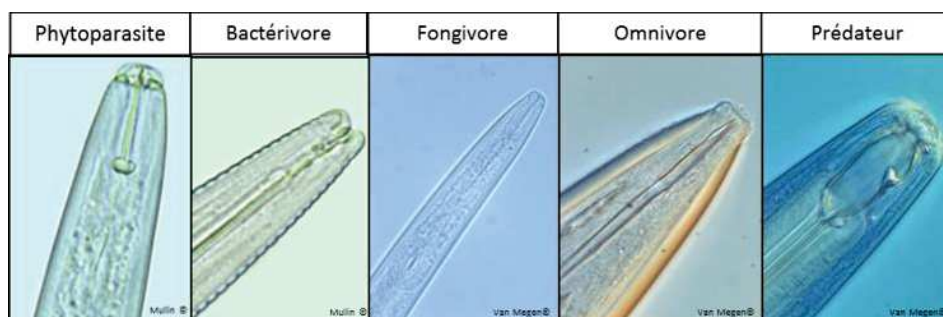 Phytoparasite
Bactérivore
Fongivore
Omnivore
Prédateur
Mullin ©
Mullin ©
Van Megen©
Van Megen©
Van Megen©